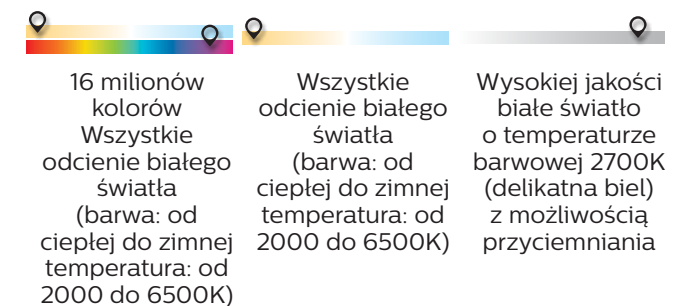 16 milionów
kolorów
Wszystkie
odcienie białego
światła
(barwa: od
ciepłej do zimnej
temperatura: od
2000 do 6500K)
Wszystkie
odcienie białego
światła
(barwa: od
ciepłej do zimnej
temperatura: od
2000 do 6500K)
Wysokiej jakości
białe światło
o temperaturze
barwowej 2700K
(delikatna biel)
z możliwością
przyciemniania